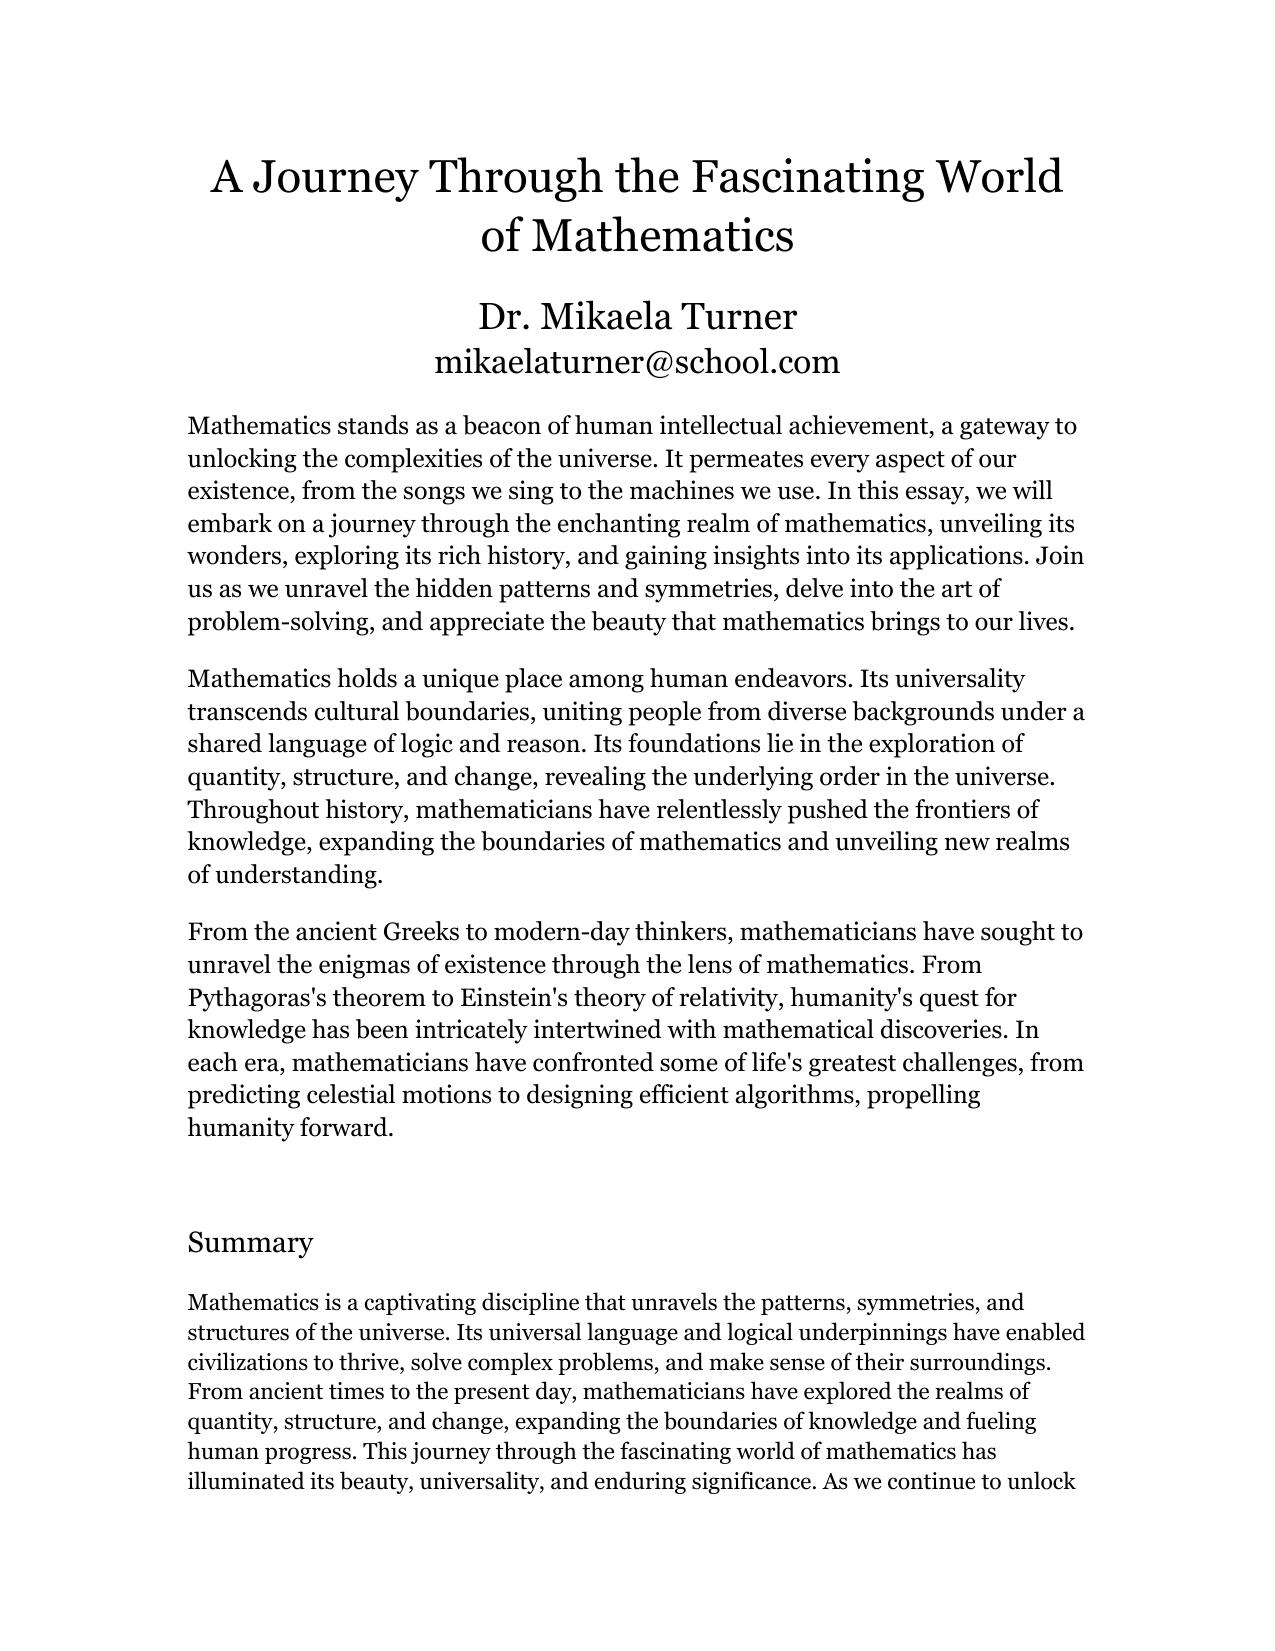 A Journey Through the Fascinating World
of Mathematics
Dr. Mikaela Turner
mikaelaturner@school.com
Mathematics stands as a beacon of human intellectual achievement, a gateway to
unlocking the complexities of the universe. It permeates every aspect of our
existence, from the songs we sing to the machines we use. In this essay, we will
embark on a journey through the enchanting realm of mathematics, unveiling its
wonders, exploring its rich history, and gaining insights into its applications. Join
us as we unravel the hidden patterns and symmetries, delve into the art of
problem-solving, and appreciate the beauty that mathematics brings to our lives.
Mathematics holds a unique place among human endeavors. Its universality
transcends cultural boundaries, uniting people from diverse backgrounds under a
shared language of logic and reason. Its foundations lie in the exploration of
quantity, structure, and change, revealing the underlying order in the universe.
Throughout history, mathematicians have relentlessly pushed the frontiers of
knowledge, expanding the boundaries of mathematics and unveiling new realms
of understanding.
From the ancient Greeks to modern-day thinkers, mathematicians have sought to
unravel the enigmas of existence through the lens of mathematics. From
Pythagoras's theorem to Einstein's theory of relativity, humanity's quest for
knowledge has been intricately intertwined with mathematical discoveries. In
each era, mathematicians have confronted some of life's greatest challenges, from
predicting celestial motions to designing efficient algorithms, propelling
humanity forward.
Summary
Mathematics is a captivating discipline that unravels the patterns, symmetries, and
structures of the universe. Its universal language and logical underpinnings have enabled
civilizations to thrive, solve complex problems, and make sense of their surroundings.
From ancient times to the present day, mathematicians have explored the realms of
quantity, structure, and change, expanding the boundaries of knowledge and fueling
human progress. This journey through the fascinating world of mathematics has
illuminated its beauty, universality, and enduring significance. As we continue to unlock